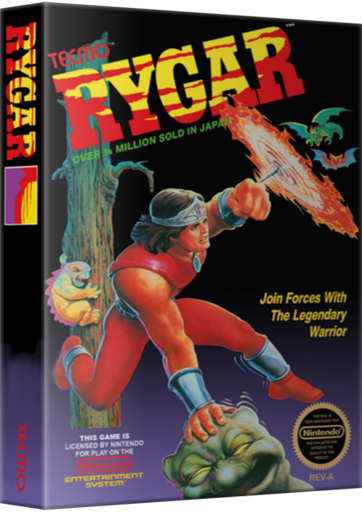 TECMO
RYGAR
OVER ½ MILLION SOLD IN JAPAN
Join Forces With
The Legendary
Warrior
THIS GAME IS
LICENSED BY NINTENDO
FOR PLAY ON THE
Nintendo
ENTERTAINMENT
SYSTEM
Nintendo
REV-A
RYGAR
TECMO